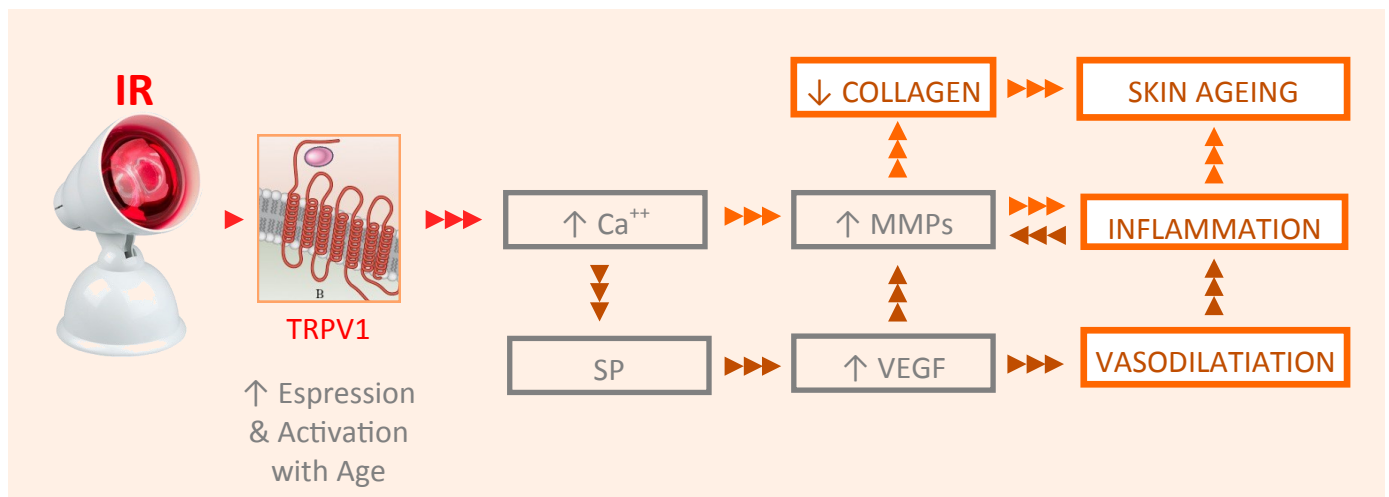 IR
↓ COLLAGEN
SKIN AGEING
↑ Ca⁺⁺
↑ MMPs
INFLAMMATION
B
TRPV1
SP
↑ VEGF
VASODILATIATION
↑ Espression
& Activation
with Age